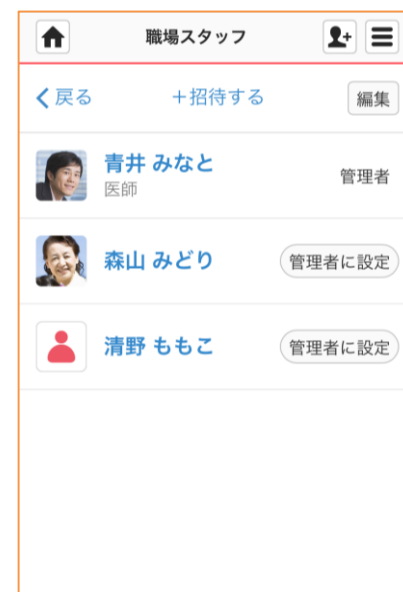 職場スタッフ
戻る
+招待する
編集
青井 みなと
医師
管理者
森山 みどり
管理者に設定
清野 ももこ
管理者に設定